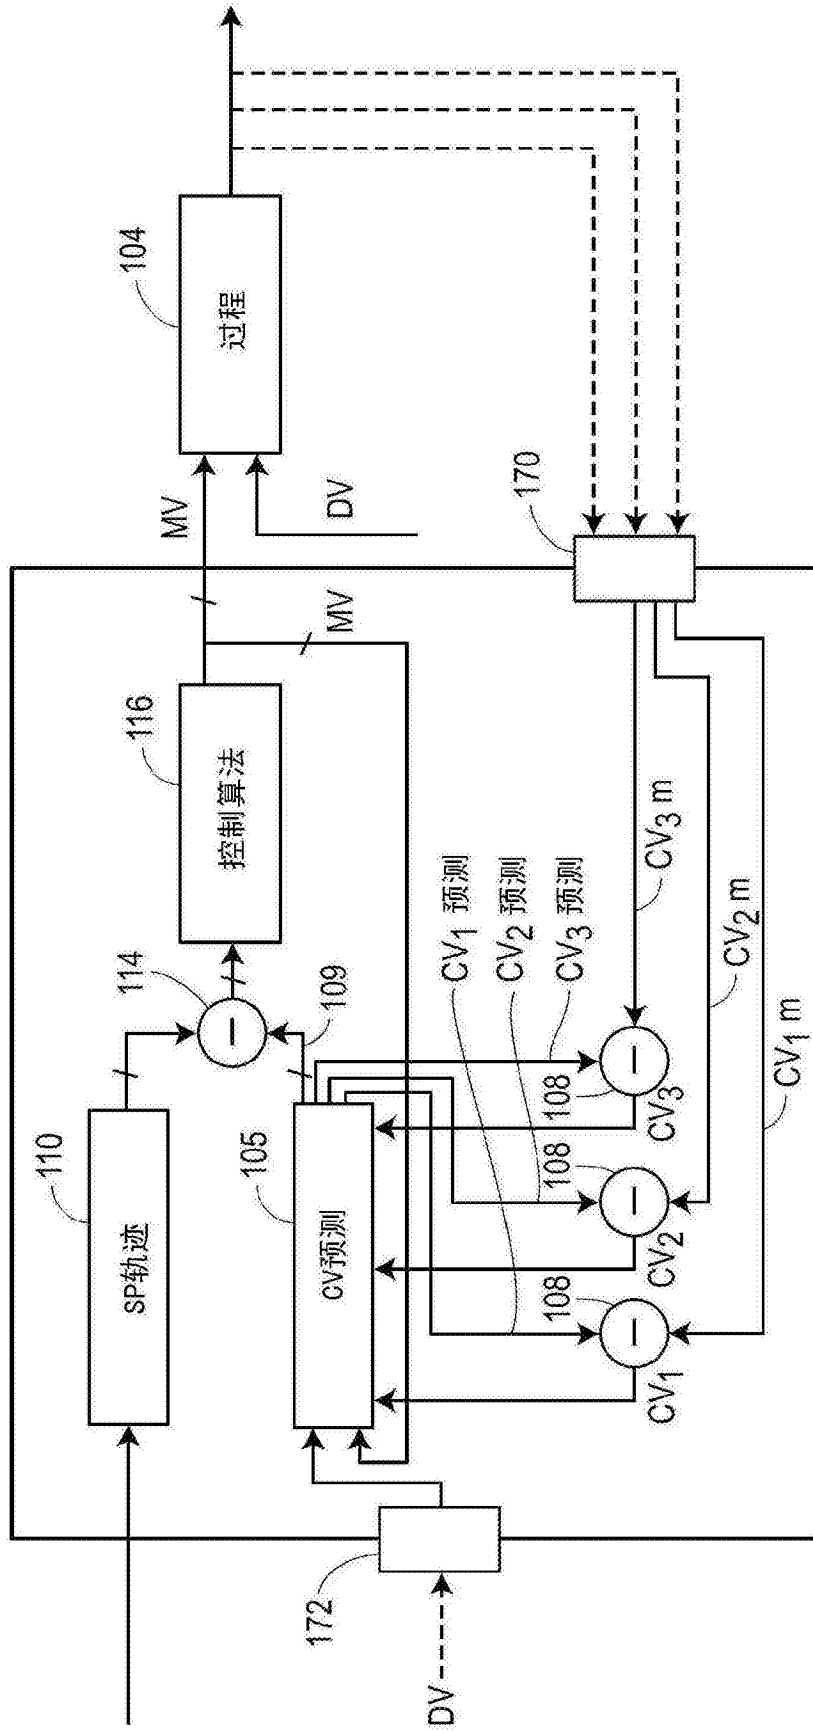 110
SP轨迹
114
116
控制算法
MV
104
过程
DV
MV
109
105
CV预测
172
DV
170
CV1 预测
CV2 预测
CV3 预测
108
108
108
CV1
CV2
CV3
CV3 m
CV2 m
CV1 m